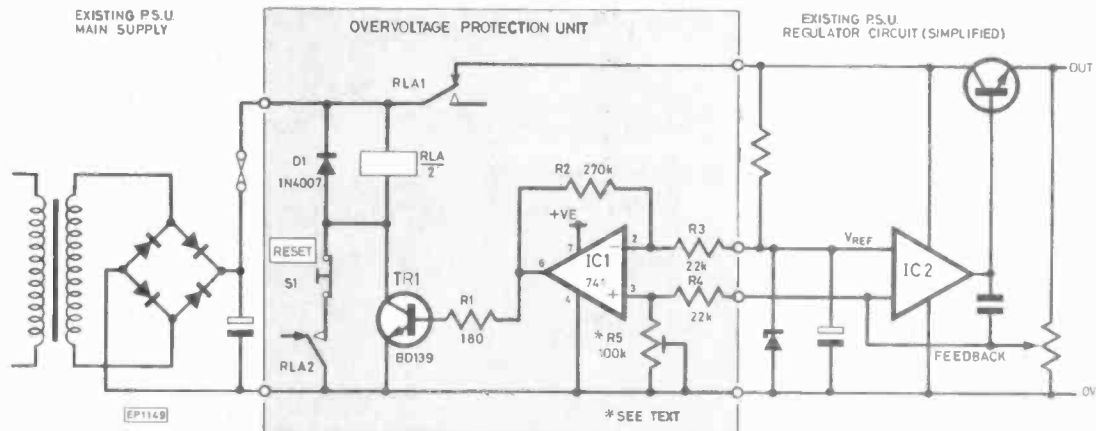 EXISTING P.S.U.
MAIN SUPPLY
OVERVOLTAGE PROTECTION UNIT
EXISTING P.S.U.
REGULATOR CIRCUIT (SIMPLIFIED)
RLA1
OUT
D1
1N4007
RLA
2
R2 270k
+VE
RESET
S1
TR1
BD139
R1
180
7
6
4
2
3
IC1
741
R3
22k
R4
22k
VREF
IC2
*R5
100k
RLA2
FEEDBACK
0V
EP1149
*SEE TEXT